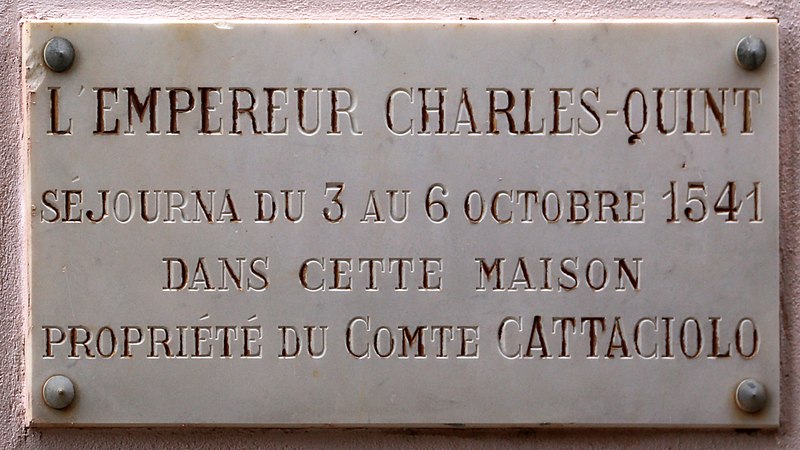 L'EMPEREUR CHARLES-QUINT
SÉJOURNA DU 3 AU 6 OCTOBRE 1541
DANS CETTE MAISON
PROPRIÉTÉ DU COMTE CATTACIOLO